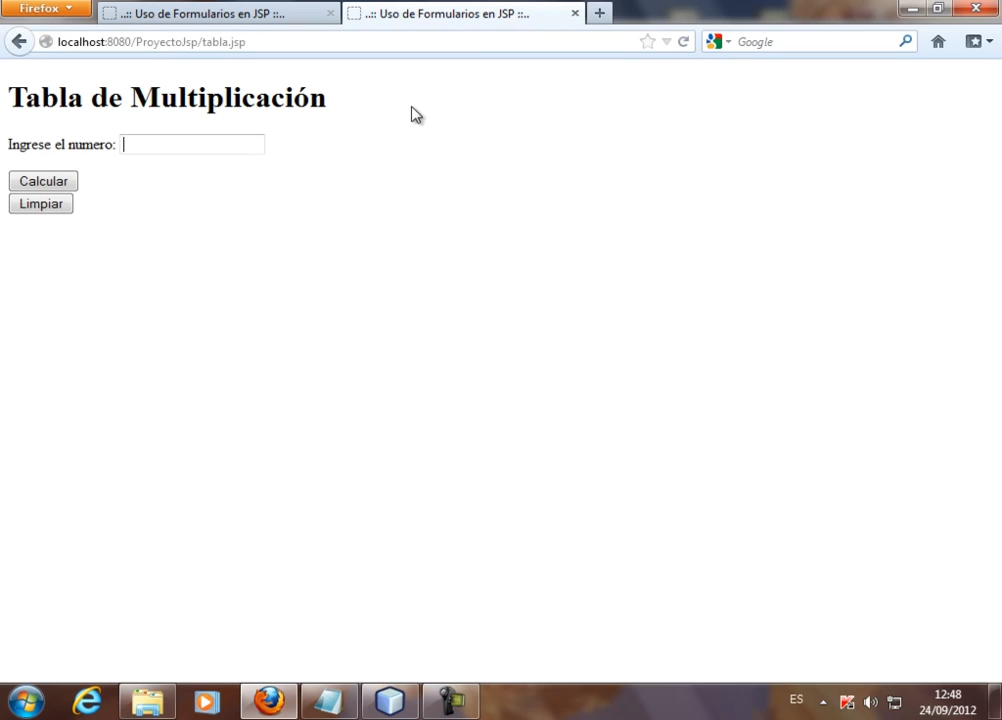 Firefox
..:: Uso de Formularios en JSP ::..
..:: Uso de Formularios en JSP ::..
localhost:8080/ProyectoJsp/tabla.jsp
Google
Tabla de Multiplicación
Ingrese el numero:
Calcular
Limpiar
ES
12:48
24/09/2012